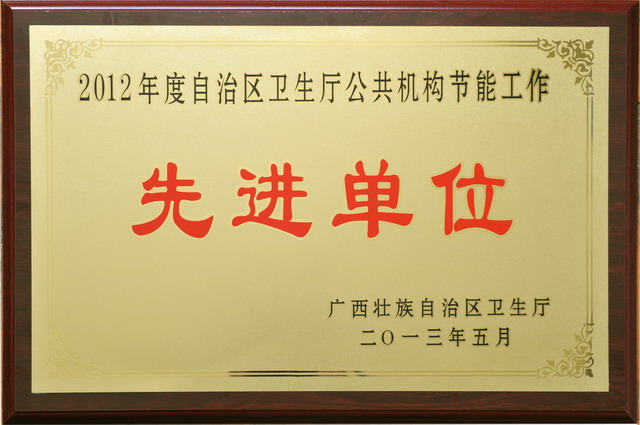 2012年度自治区卫生厅公共机构节能工作
先进单位
广西壮族自治区卫生厅
二〇一三年五月